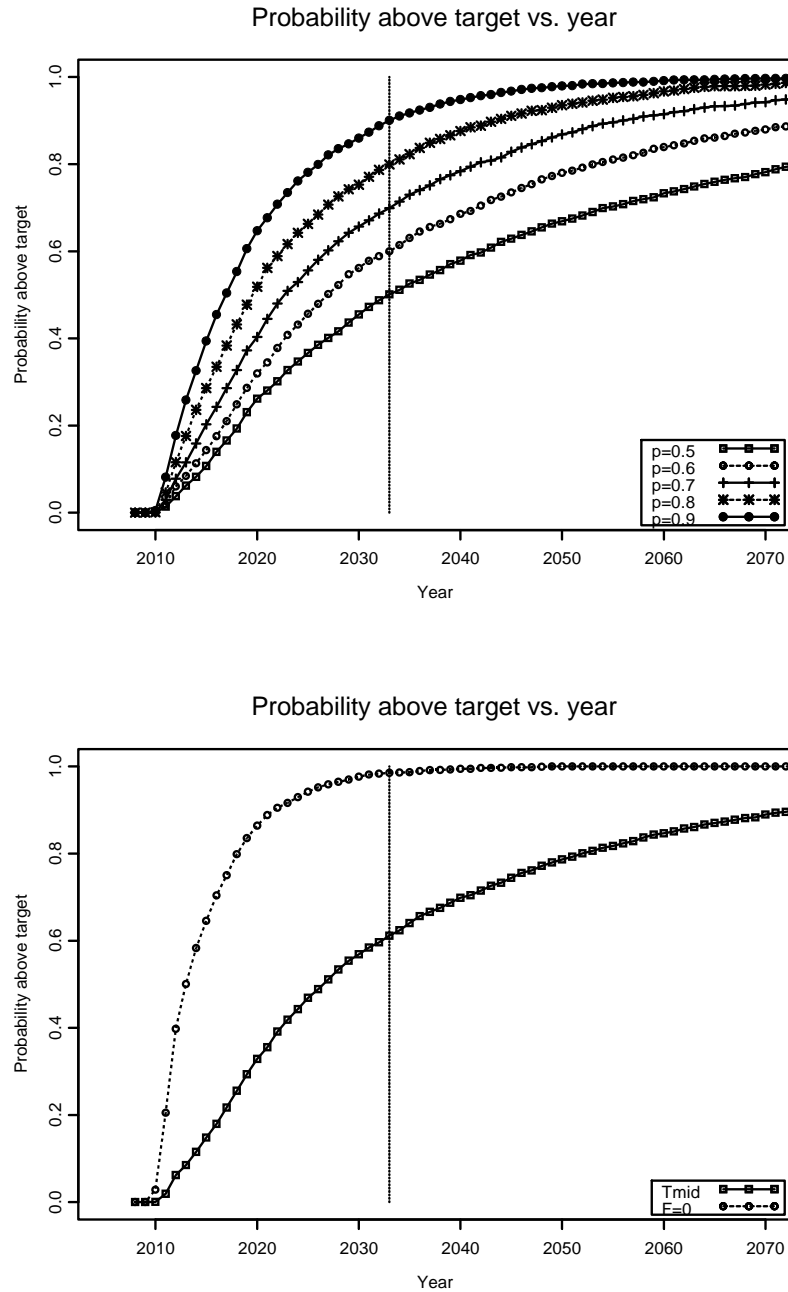 Probability above target vs. year
Probability above target
1.0
0.8
0.6
0.4
0.2
0.0
p=0.5
p=0.6
p=0.7
p=0.8
p=0.9
2010 2020 2030 2040 2050 2060 2070
Year
Probability above target vs. year
Probability above target
1.0
0.8
0.6
0.4
0.2
0.0
Tmid
F=0
2010 2020 2030 2040 2050 2060 2070
Year